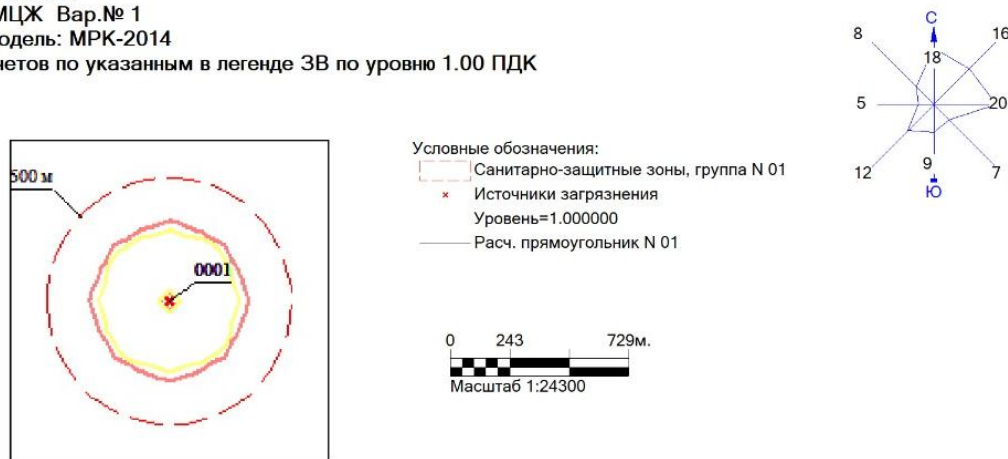 МЦЖ Вар.№ 1
одель: МРК-2014
четов по указанным в легенде ЗВ по уровню 1.00 ПДК
С
8
16
18
5
20
12
9
7
Ю
500 м
0001
Условные обозначения:
Санитарно-защитные зоны, группа N 01
Источники загрязнения
Уровень=1.000000
Расч. прямоугольник N 01
0 243 729м.
Масштаб 1:24300